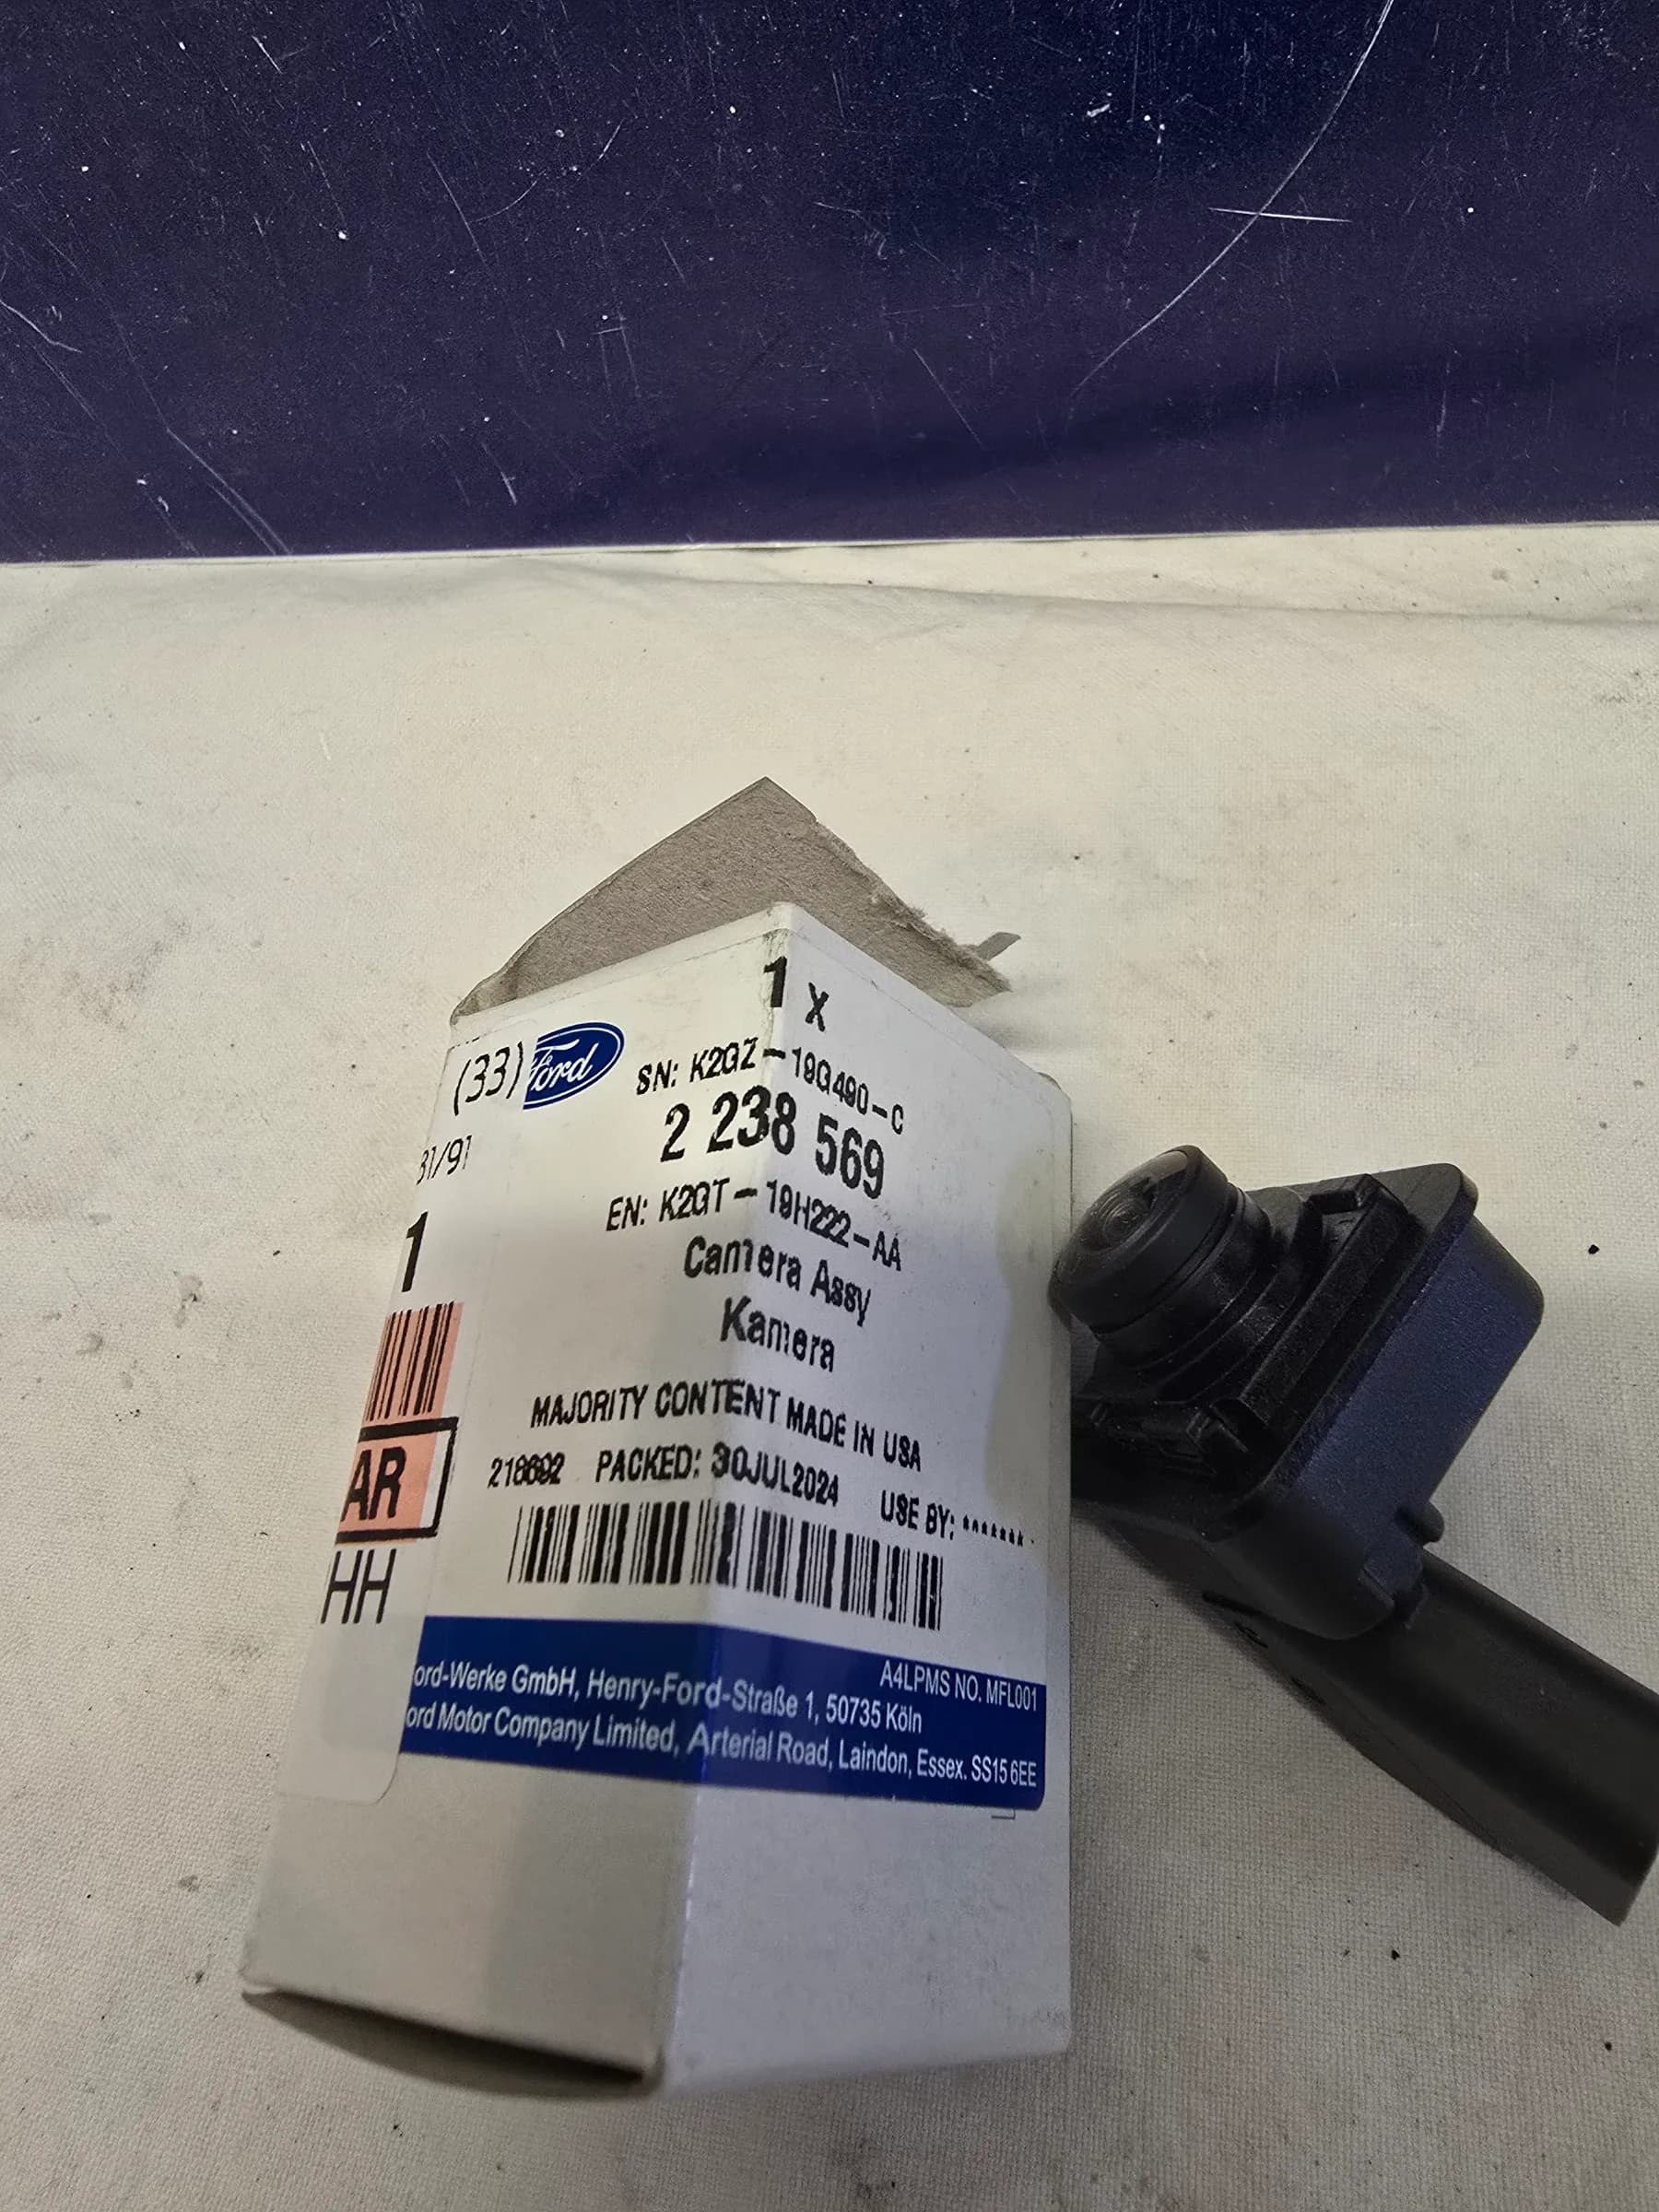 1 X
(33) Ford
SN: K2GZ-19G490-C
31/91
2 238 569
EN: K2GT-19H222-AA
1
Camera Assy
Kamera
MAJORITY CONTENT MADE IN USA
218692 PACKED: 30JUL2024 USE BY: *******
AR
HH
A4LPMS NO. MFL001
ord-Werke GmbH, Henry-Ford-Straße 1, 50735 Köln
ord Motor Company Limited, Arterial Road, Laindon, Essex. SS15 6EE